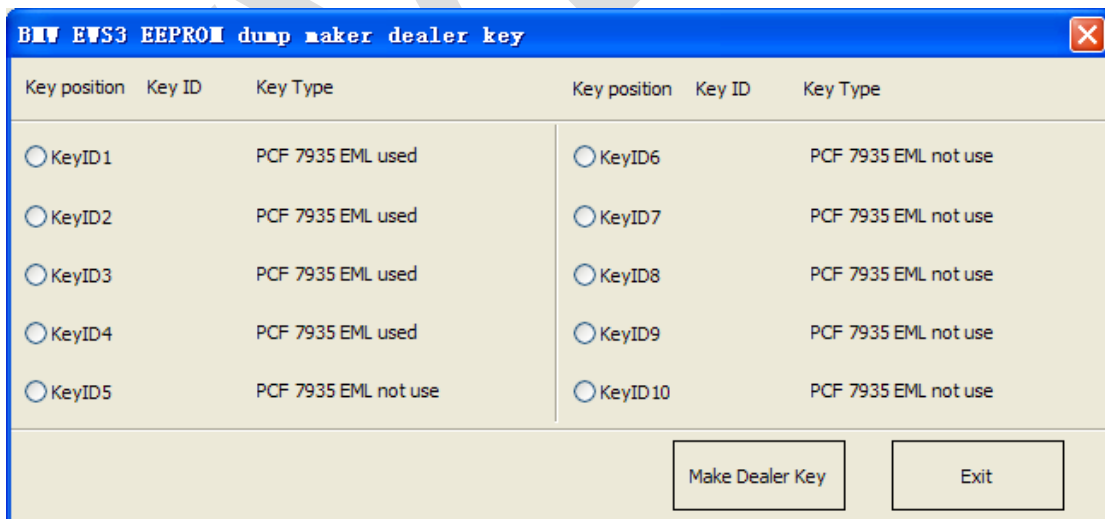 BMW EWS3 EEPROM dump maker dealer key
Key position Key ID Key Type Key position Key ID Key Type
KeyID1 PCF 7935 EML used KeyID6 PCF 7935 EML not use
KeyID2 PCF 7935 EML used KeyID7 PCF 7935 EML not use
KeyID3 PCF 7935 EML used KeyID8 PCF 7935 EML not use
KeyID4 PCF 7935 EML used KeyID9 PCF 7935 EML not use
KeyID5 PCF 7935 EML not use KeyID10 PCF 7935 EML not use
Make Dealer Key Exit